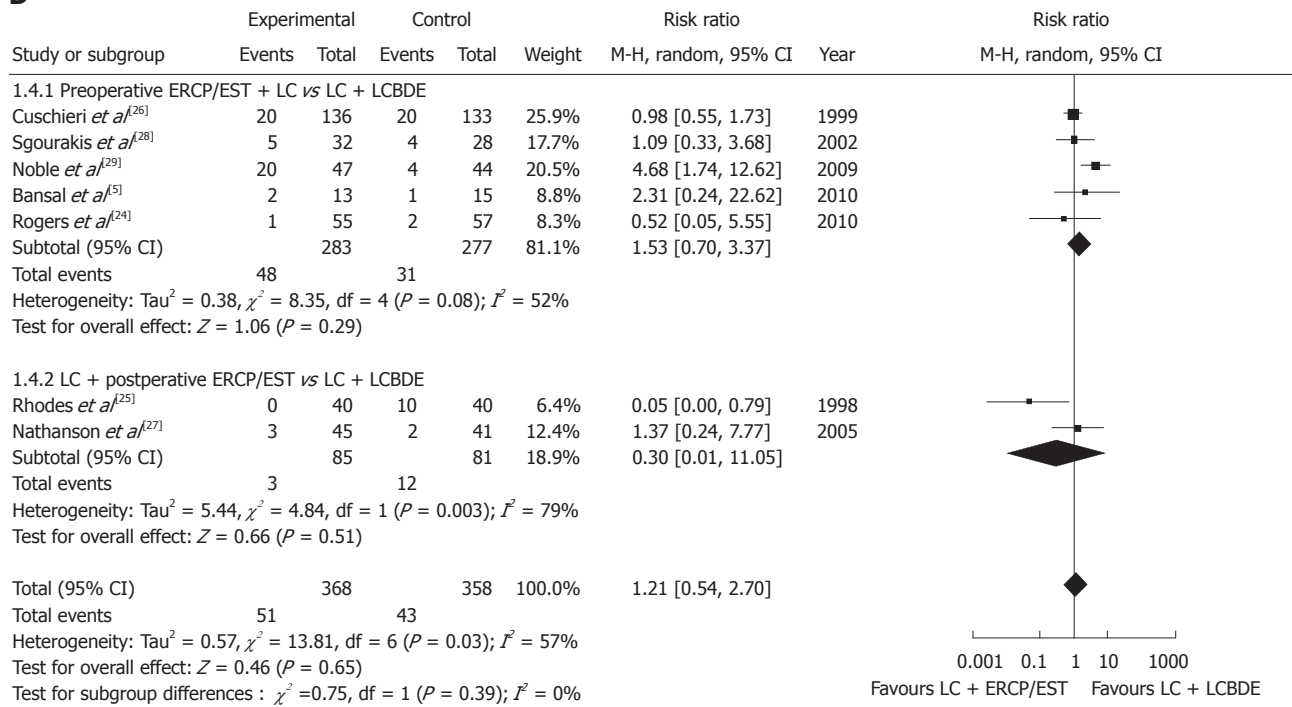 Experimental Control Risk ratio Risk ratio
Study or subgroup Events Total Events Total Weight M-H, random, 95% CI Year M-H, random, 95% CI
1.4.1 Preoperative ERCP/EST + LC vs LC + LCBDE
Cuschieri et al[26] 20 136 20 133 25.9% 0.98 [0.55, 1.73] 1999
Sgourakis et al[28] 5 32 4 28 17.7% 1.09 [0.33, 3.68] 2002
Noble et al[29] 20 47 4 44 20.5% 4.68 [1.74, 12.62] 2009
Bansal et al[5] 2 13 1 15 8.8% 2.31 [0.24, 22.62] 2010
Rogers et al[24] 1 55 2 57 8.3% 0.52 [0.05, 5.55] 2010
Subtotal (95% CI) 283 277 81.1% 1.53 [0.70, 3.37]
Total events 48 31
Heterogeneity: Tau² = 0.38, χ² = 8.35, df = 4 (P = 0.08); I² = 52%
Test for overall effect: Z = 1.06 (P = 0.29)
1.4.2 LC + postperative ERCP/EST vs LC + LCBDE
Rhodes et al[25] 0 40 10 40 6.4% 0.05 [0.00, 0.79] 1998
Nathanson et al[27] 3 45 2 41 12.4% 1.37 [0.24, 7.77] 2005
Subtotal (95% CI) 85 81 18.9% 0.30 [0.01, 11.05]
Total events 3 12
Heterogeneity: Tau² = 5.44, χ² = 4.84, df = 1 (P = 0.003); I² = 79%
Test for overall effect: Z = 0.66 (P = 0.51)
Total (95% CI) 368 358 100.0% 1.21 [0.54, 2.70]
Total events 51 43
Heterogeneity: Tau² = 0.57, χ² = 13.81, df = 6 (P = 0.03); I² = 57%
Test for overall effect: Z = 0.46 (P = 0.65)
Test for subgroup differences : χ² =0.75, df = 1 (P = 0.39); I² = 0%
0.001 0.1 1 10 1000
Favours LC + ERCP/EST Favours LC + LCBDE